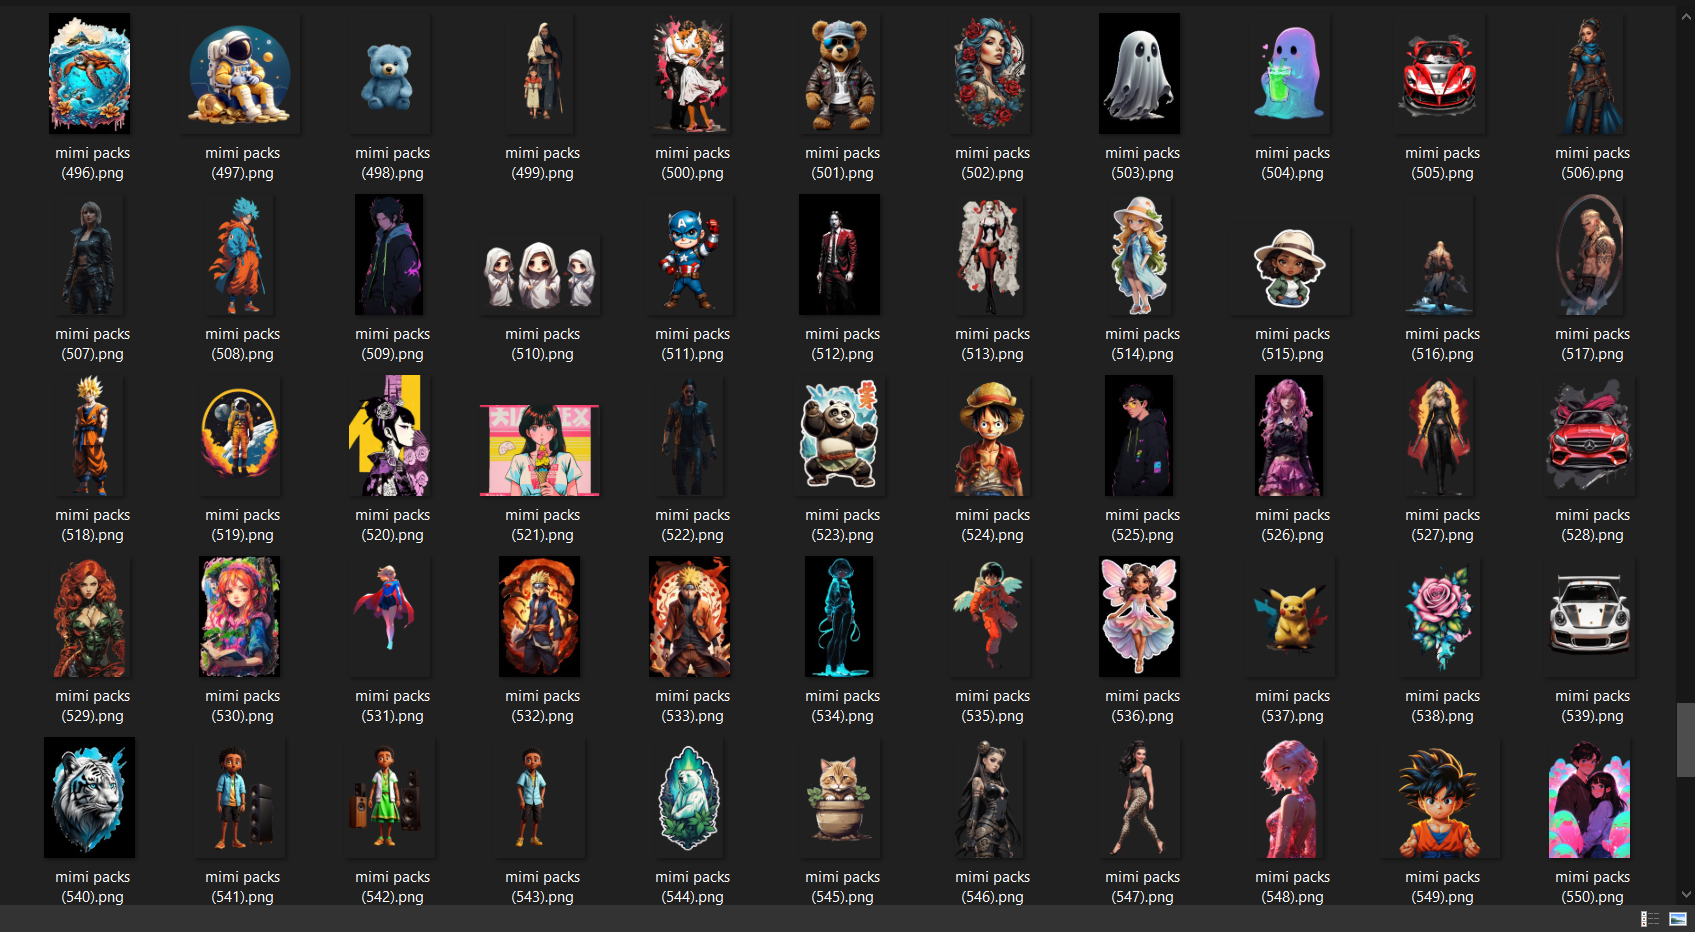 mimi packs mimi packs mimi packs mimi packs mimi packs mimi packs mimi packs mimi packs mimi packs mimi packs mimi packs
(496).png (497).png (498).png (499).png (500).png (501).png (502).png (503).png (504).png (505).png (506).png
mimi packs mimi packs mimi packs mimi packs mimi packs mimi packs mimi packs mimi packs mimi packs mimi packs mimi packs
(507).png (508).png (509).png (510).png (511).png (512).png (513).png (514).png (515).png (516).png (517).png
mimi packs mimi packs mimi packs mimi packs mimi packs mimi packs mimi packs mimi packs mimi packs mimi packs mimi packs
(518).png (519).png (520).png (521).png (522).png (523).png (524).png (525).png (526).png (527).png (528).png
mimi packs mimi packs mimi packs mimi packs mimi packs mimi packs mimi packs mimi packs mimi packs mimi packs mimi packs
(529).png (530).png (531).png (532).png (533).png (534).png (535).png (536).png (537).png (538).png (539).png
mimi packs mimi packs mimi packs mimi packs mimi packs mimi packs mimi packs mimi packs mimi packs mimi packs mimi packs
(540).png (541).png (542).png (543).png (544).png (545).png (546).png (547).png (548).png (549).png (550).png